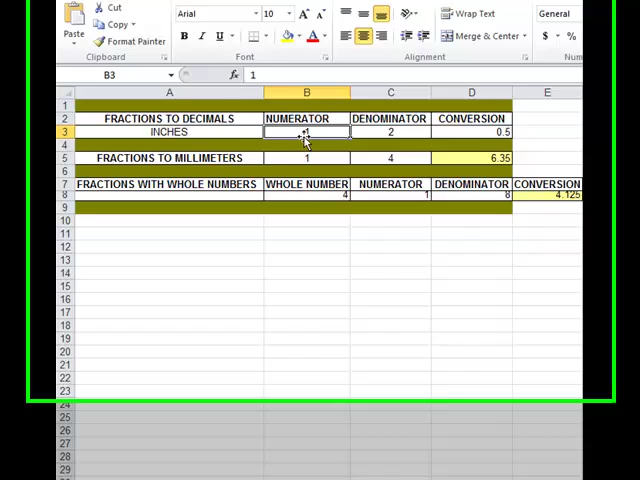 Cut
Copy
Paste
Format Painter
Clipboard
Arial 10 A A
B I U A
Font
Wrap Text
Merge & Center
Alignment
General
$ %
B3 fx 1
A B C D E
1
2 FRACTIONS TO DECIMALS NUMERATOR DENOMINATOR CONVERSION
3 INCHES 1 2 0.5
4
5 FRACTIONS TO MILLIMETERS 1 4 6.35
6
7 FRACTIONS WITH WHOLE NUMBERS WHOLE NUMBER NUMERATOR DENOMINATOR CONVERSION
8 4 1 8 4.125
9
10
11
12
13
14
15
16
17
18
19
20
21
22
23
24
25
26
27
28
29